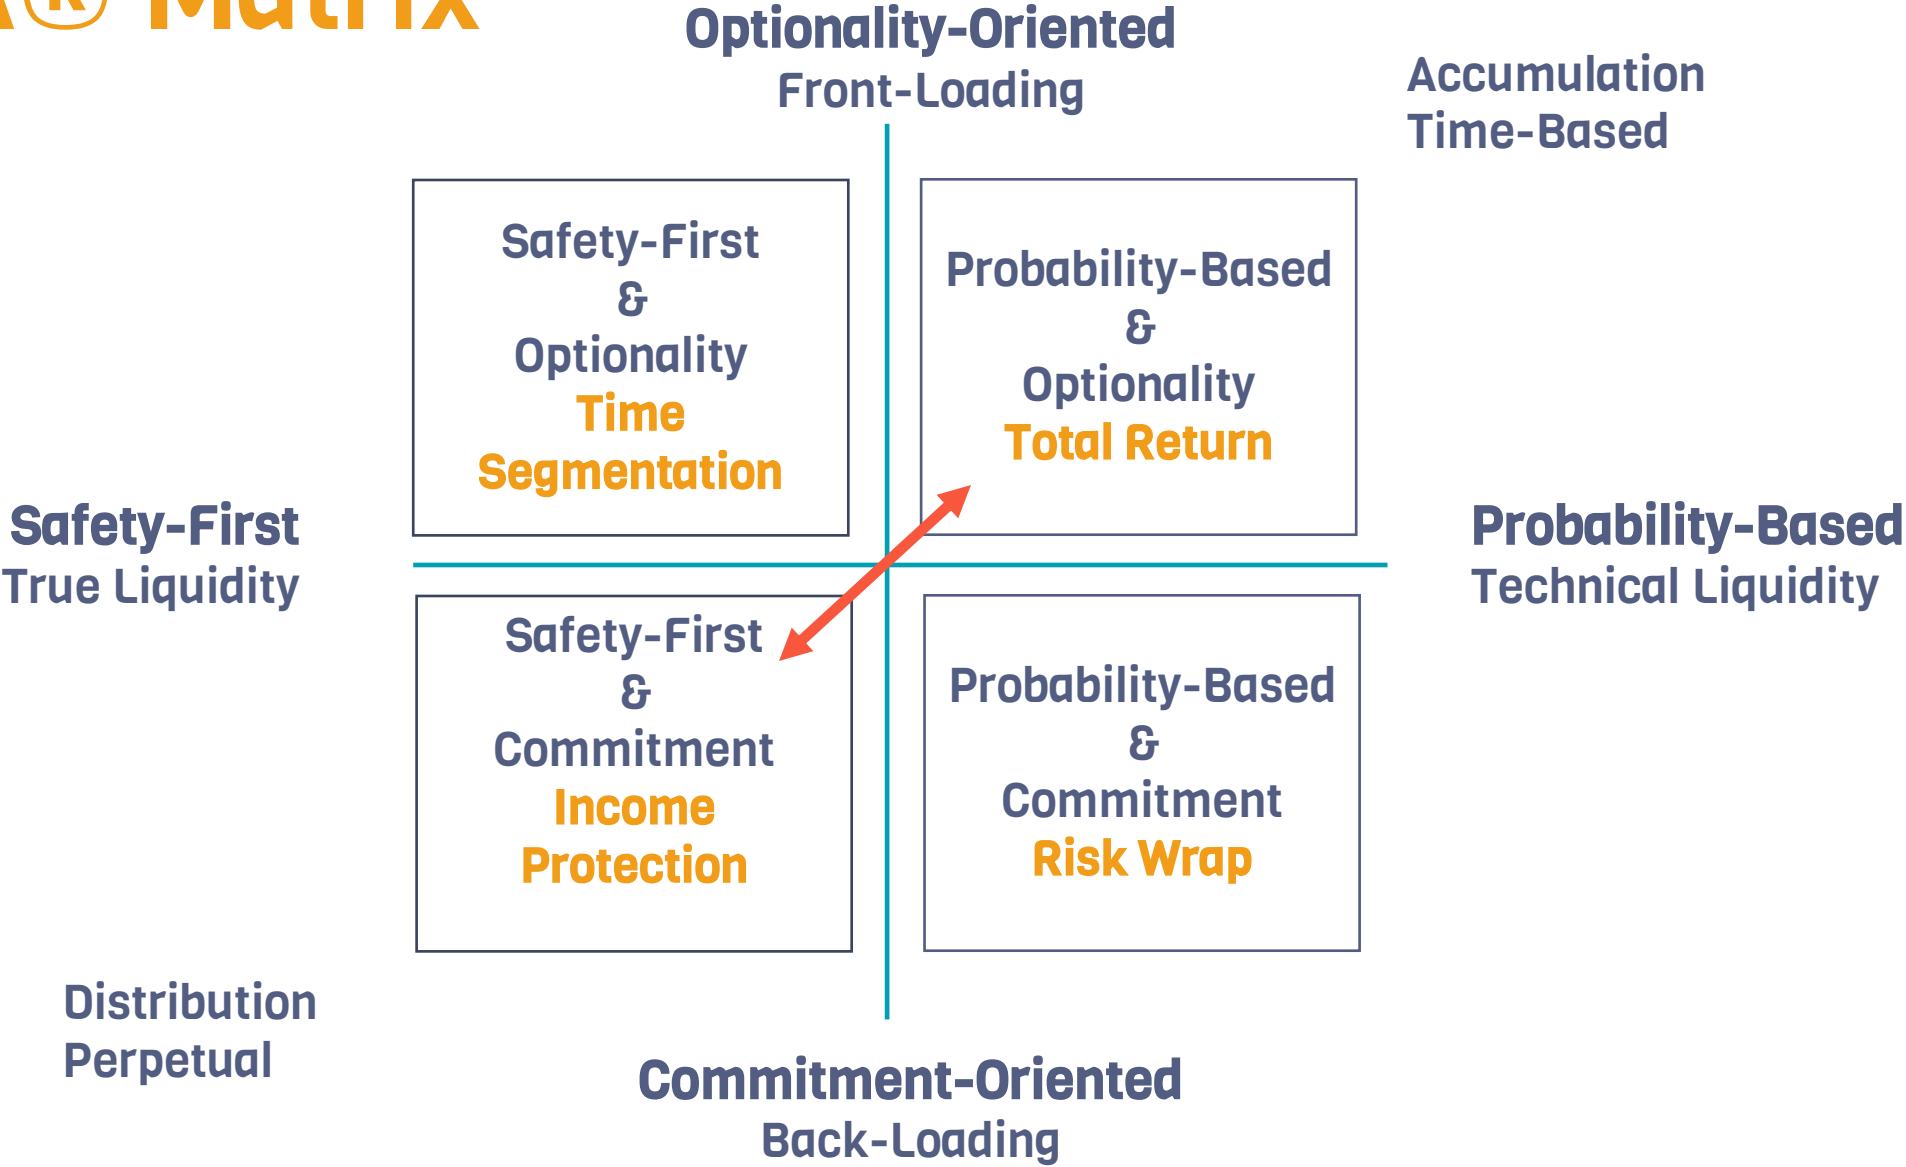 ® Matrix
Optionality-Oriented
Front-Loading
Accumulation
Time-Based
Safety-First
&
Optionality
Time
Segmentation
Probability-Based
&
Optionality
Total Return
Safety-First
True Liquidity
Probability-Based
Technical Liquidity
Safety-First
&
Commitment
Income
Protection
Probability-Based
&
Commitment
Risk Wrap
Distribution
Perpetual
Commitment-Oriented
Back-Loading